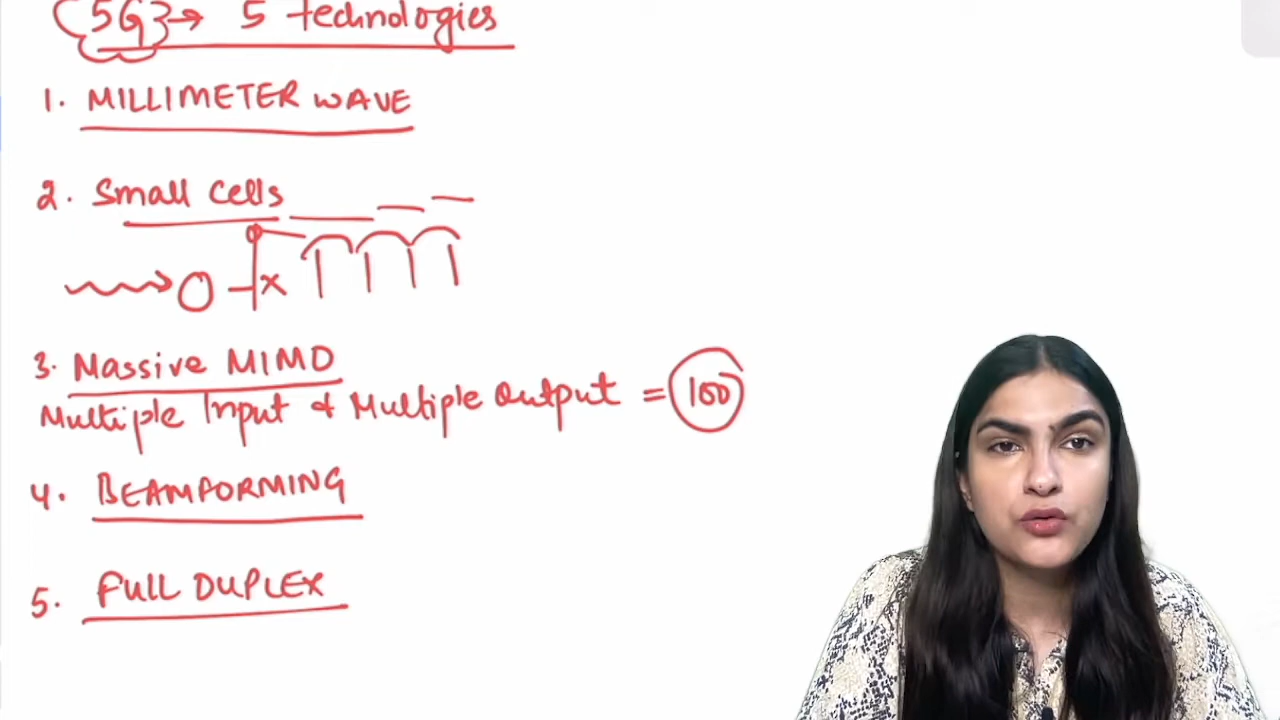 5G → 5 technologies
1. MILLIMETER WAVE
2. Small Cells
x
3. Massive MIMO
Multiple Input & Multiple Output = 100
4. BEAMFORMING
5. FULL DUPLEX